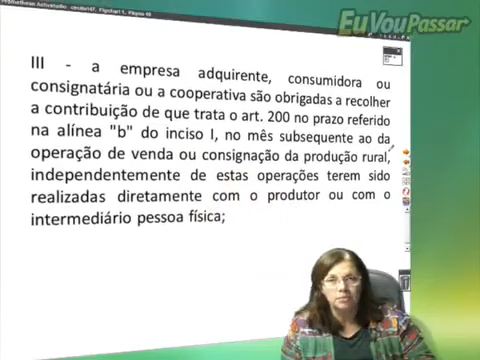 EuVouPassar
III - a empresa adquirente, consumidora ou
consignatária ou a cooperativa são obrigadas a recolher
a contribuição de que trata o art. 200 no prazo referido
na alínea "b" do inciso I, no mês subsequente ao da
operação de venda ou consignação da produção rural,
independentemente de estas operações terem sido
realizadas diretamente com o produtor ou com o
intermediário pessoa física;